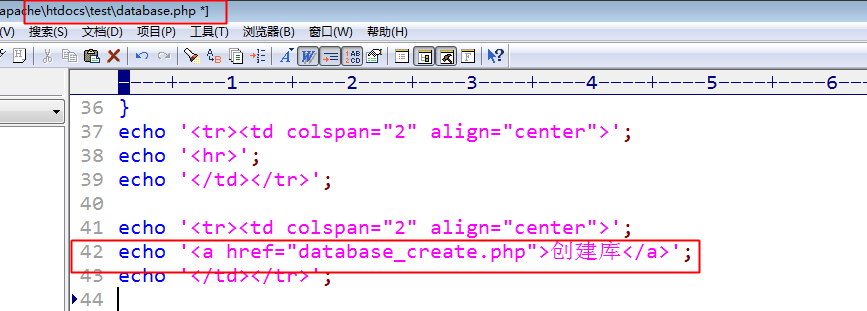 apache\htdocs\test\database.php *]
(V) 搜索(S) 文档(D) 项目(P) 工具(T) 浏览器(B) 窗口(W) 帮助(H)
----+----1----+----2----+----3----+----4----+----5----+----6----
36 }
37 echo '<tr><td colspan="2" align="center">';
38 echo '<hr>';
39 echo '</td></tr>';
40
41 echo '<tr><td colspan="2" align="center">';
42 echo '<a href="database_create.php">创建库</a>';
43 echo '</td></tr>';
44